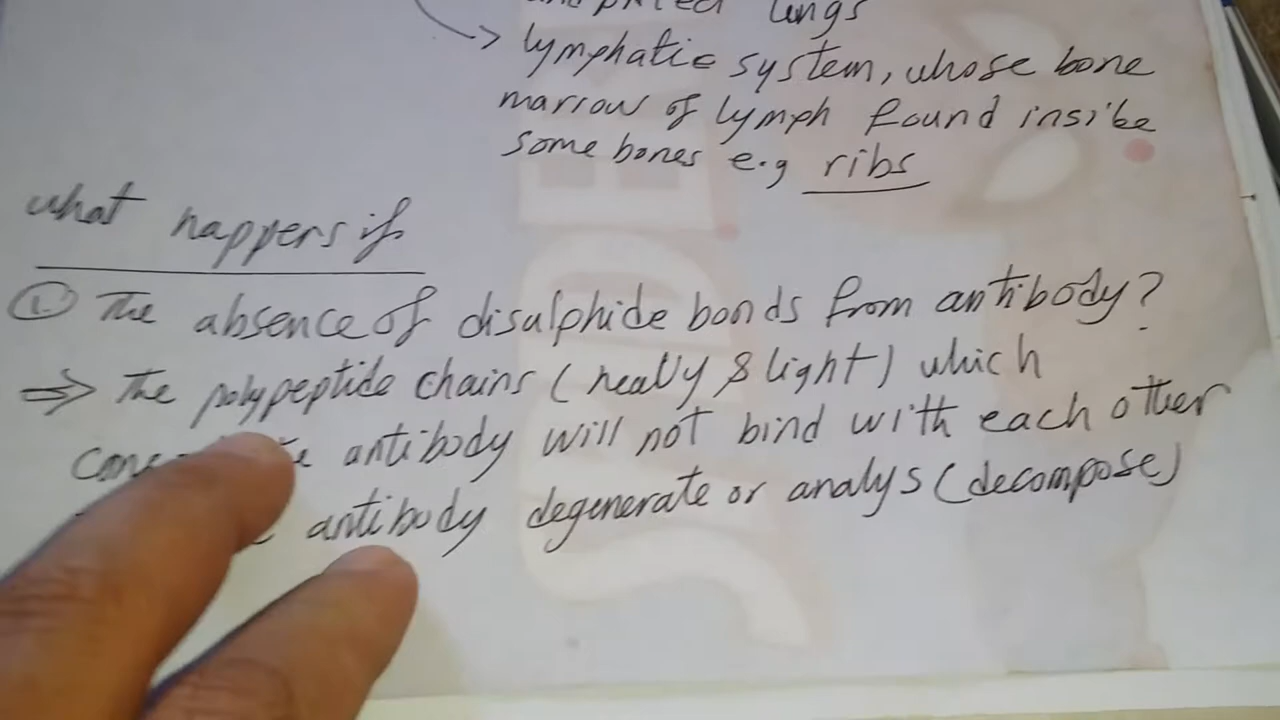 lungs
lymphatic system, whose bone
marrow of lymph found insibe
some bones e.g ribs
what happens if
① The absence of disulphide bonds from antibody?
⇒ The polypeptide chains (heavy & light) which
antibody will not bind with each other
antibody degenerate or analys (decompose)